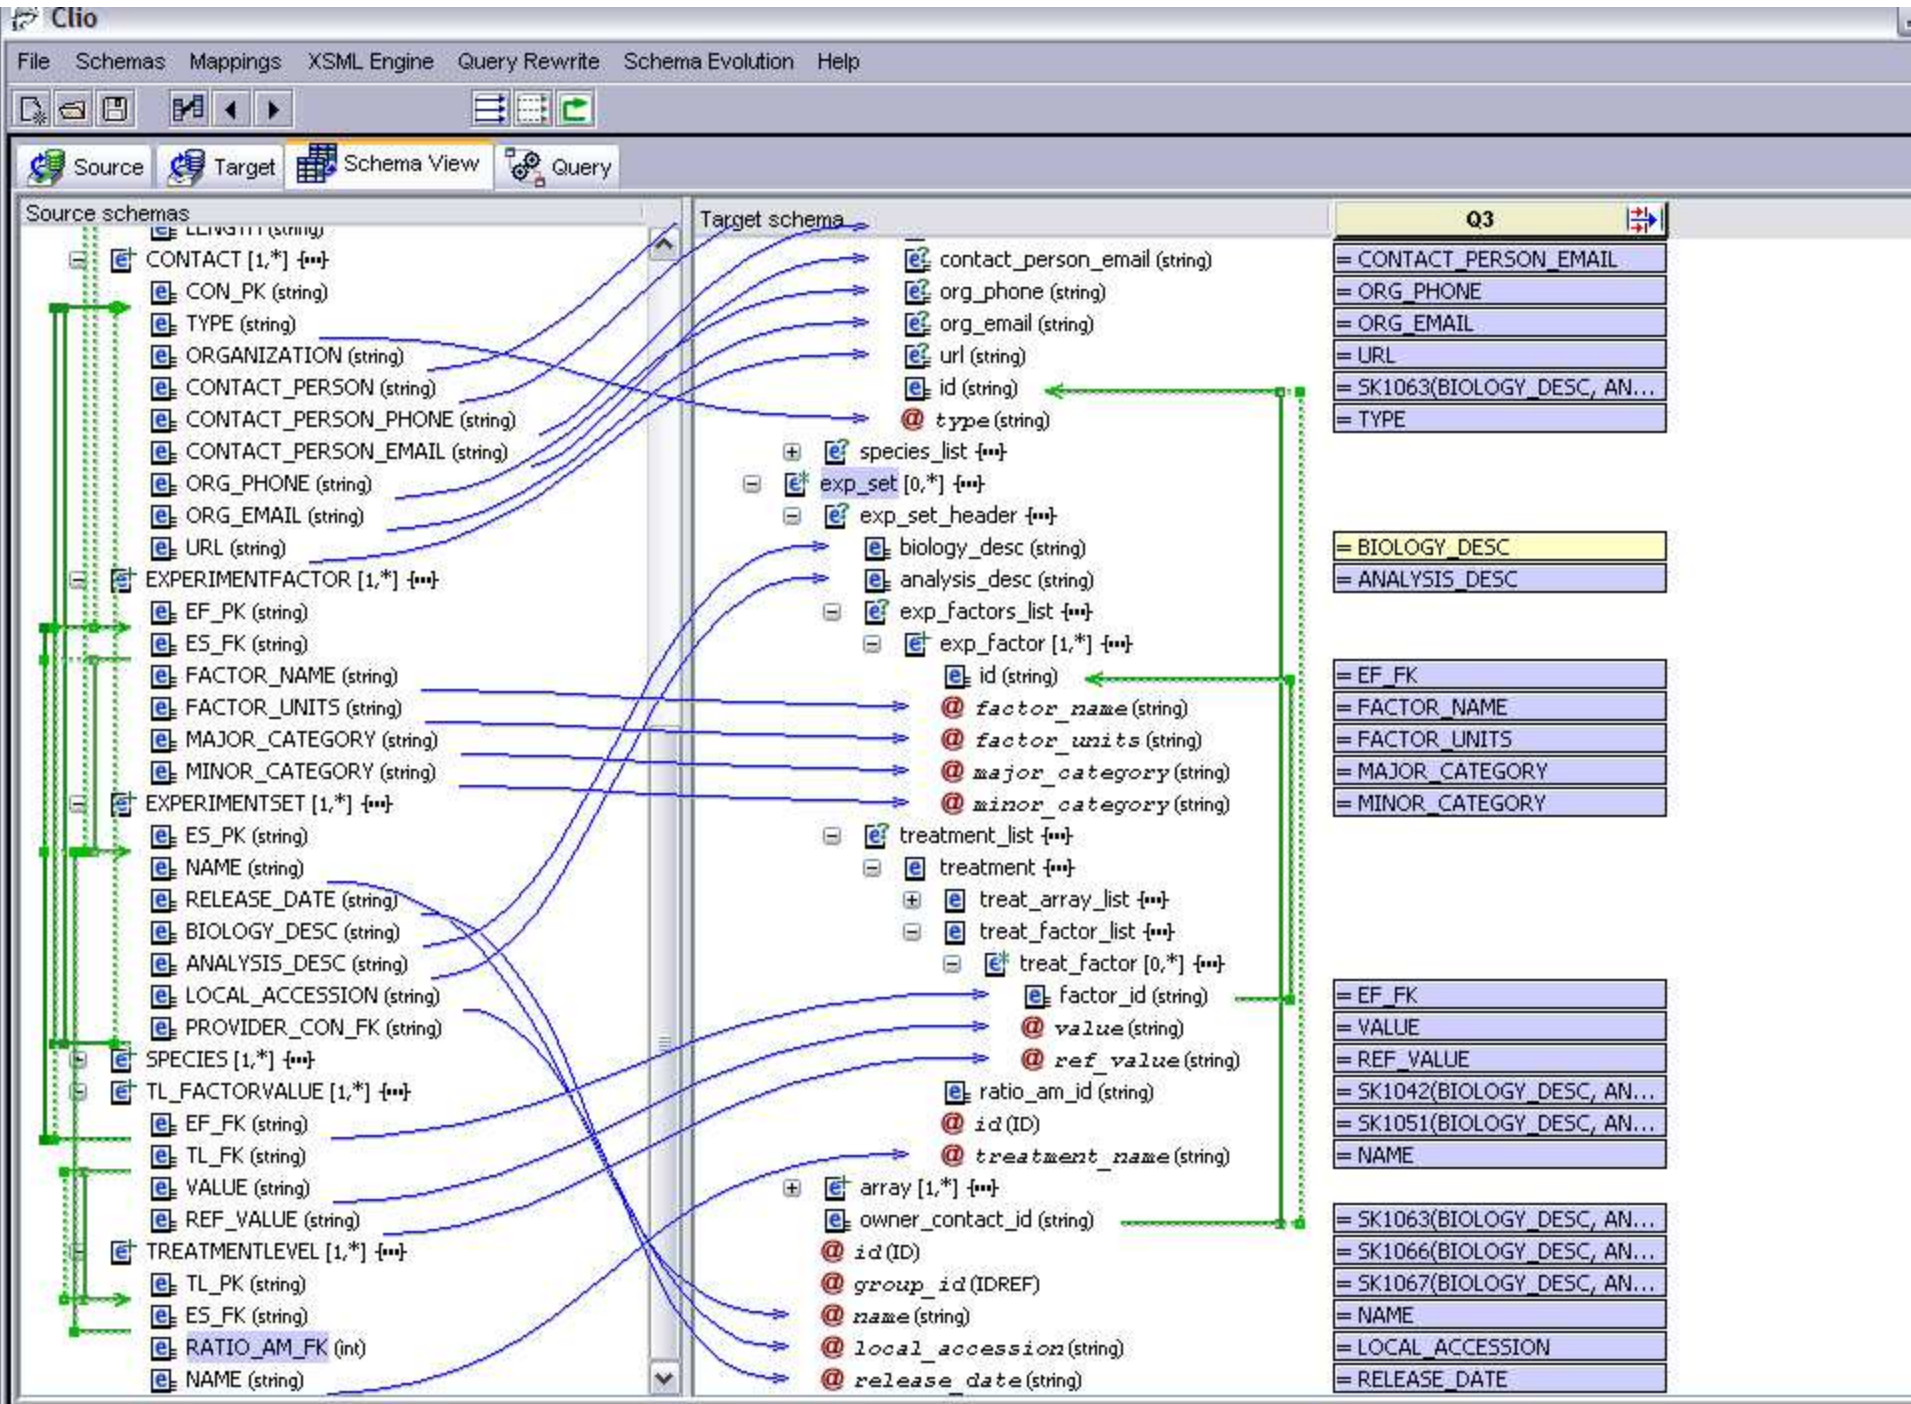 Clio
File Schemas Mappings XSML Engine Query Rewrite Schema Evolution Help
Source Target Schema View Query
Source schemas
LENGTH (string)
CONTACT [1,*] {...}
CON_PK (string)
TYPE (string)
ORGANIZATION (string)
CONTACT_PERSON (string)
CONTACT_PERSON_PHONE (string)
CONTACT_PERSON_EMAIL (string)
ORG_PHONE (string)
ORG_EMAIL (string)
URL (string)
EXPERIMENTFACTOR [1,*] {...}
EF_PK (string)
ES_FK (string)
FACTOR_NAME (string)
FACTOR_UNITS (string)
MAJOR_CATEGORY (string)
MINOR_CATEGORY (string)
EXPERIMENTSET [1,*] {...}
ES_PK (string)
NAME (string)
RELEASE_DATE (string)
BIOLOGY_DESC (string)
ANALYSIS_DESC (string)
LOCAL_ACCESSION (string)
PROVIDER_CON_FK (string)
SPECIES [1,*] {...}
TL_FACTORVALUE [1,*] {...}
EF_FK (string)
TL_FK (string)
VALUE (string)
REF_VALUE (string)
TREATMENTLEVEL [1,*] {...}
TL_PK (string)
ES_FK (string)
RATIO_AM_FK (int)
NAME (string)
Target schema
contact_person_email (string)
org_phone (string)
org_email (string)
url (string)
id (string)
@ type (string)
species_list {...}
exp_set [0,*] {...}
exp_set_header {...}
biology_desc (string)
analysis_desc (string)
exp_factors_list {...}
exp_factor [1,*] {...}
id (string)
@ factor_name (string)
@ factor_units (string)
@ major_category (string)
@ minor_category (string)
treatment_list {...}
treatment {...}
treat_array_list {...}
treat_factor_list {...}
treat_factor [0,*] {...}
factor_id (string)
@ value (string)
@ ref_value (string)
ratio_am_id (string)
@ id (ID)
@ treatment_name (string)
array [1,*] {...}
owner_contact_id (string)
@ id (ID)
@ group_id (IDREF)
@ name (string)
@ local_accession (string)
@ release_date (string)
Q3
= CONTACT_PERSON_EMAIL
= ORG_PHONE
= ORG_EMAIL
= URL
= SK1063(BIOLOGY_DESC, AN...
= TYPE
= BIOLOGY_DESC
= ANALYSIS_DESC
= EF_FK
= FACTOR_NAME
= FACTOR_UNITS
= MAJOR_CATEGORY
= MINOR_CATEGORY
= EF_FK
= VALUE
= REF_VALUE
= SK1042(BIOLOGY_DESC, AN...
= SK1051(BIOLOGY_DESC, AN...
= NAME
= SK1063(BIOLOGY_DESC, AN...
= SK1066(BIOLOGY_DESC, AN...
= SK1067(BIOLOGY_DESC, AN...
= NAME
= LOCAL_ACCESSION
= RELEASE_DATE